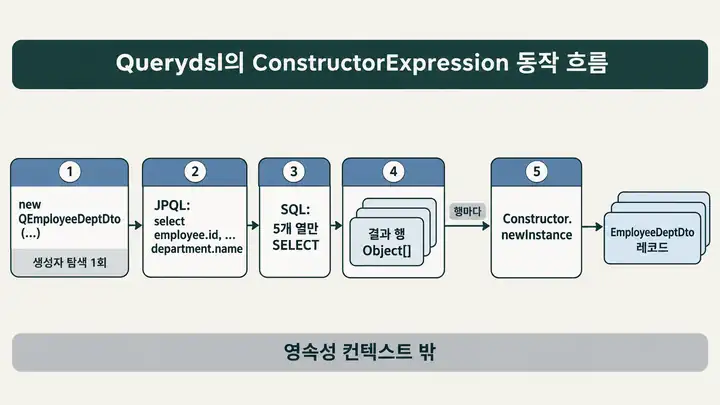 Querydsl의 ConstructorExpression 동작 흐름
1
new
QEmployeeDeptDto
(...)
생성자 탐색 1회
2
JPQL:
select
employee.id, ...
department.name
3
SQL:
5개 열만
SELECT
4
결과 행
Object[]
행마다
5
Constructor.
newInstance
EmployeeDeptDto
레코드
영속성 컨텍스트 밖